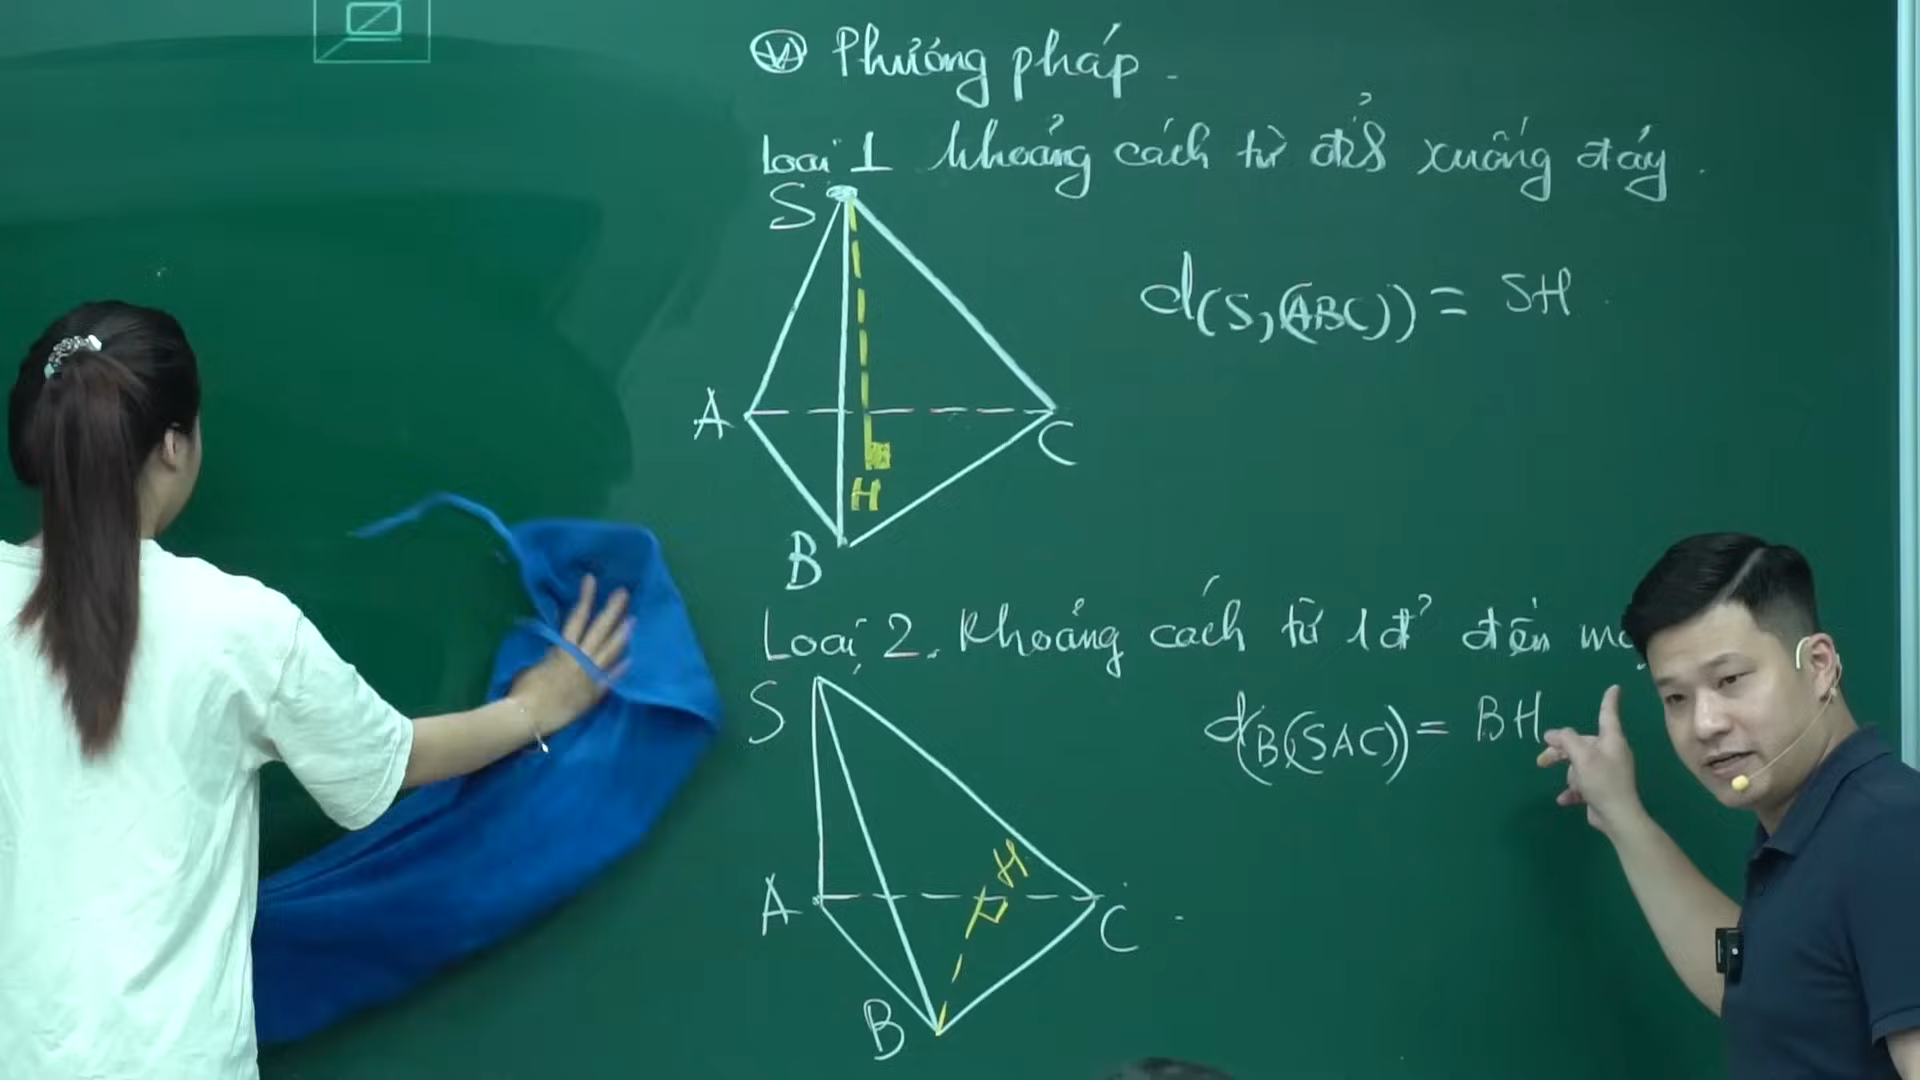 (V) Phương pháp.
Loại 1 khoảng cách từ đỉnh S xuống đáy.
S
d(S,(ABC)) = SH
A
C
H
B
Loại 2. Khoảng cách từ 1 đ' đến
S
d(B(SAC)) = BH
H
A
C
B